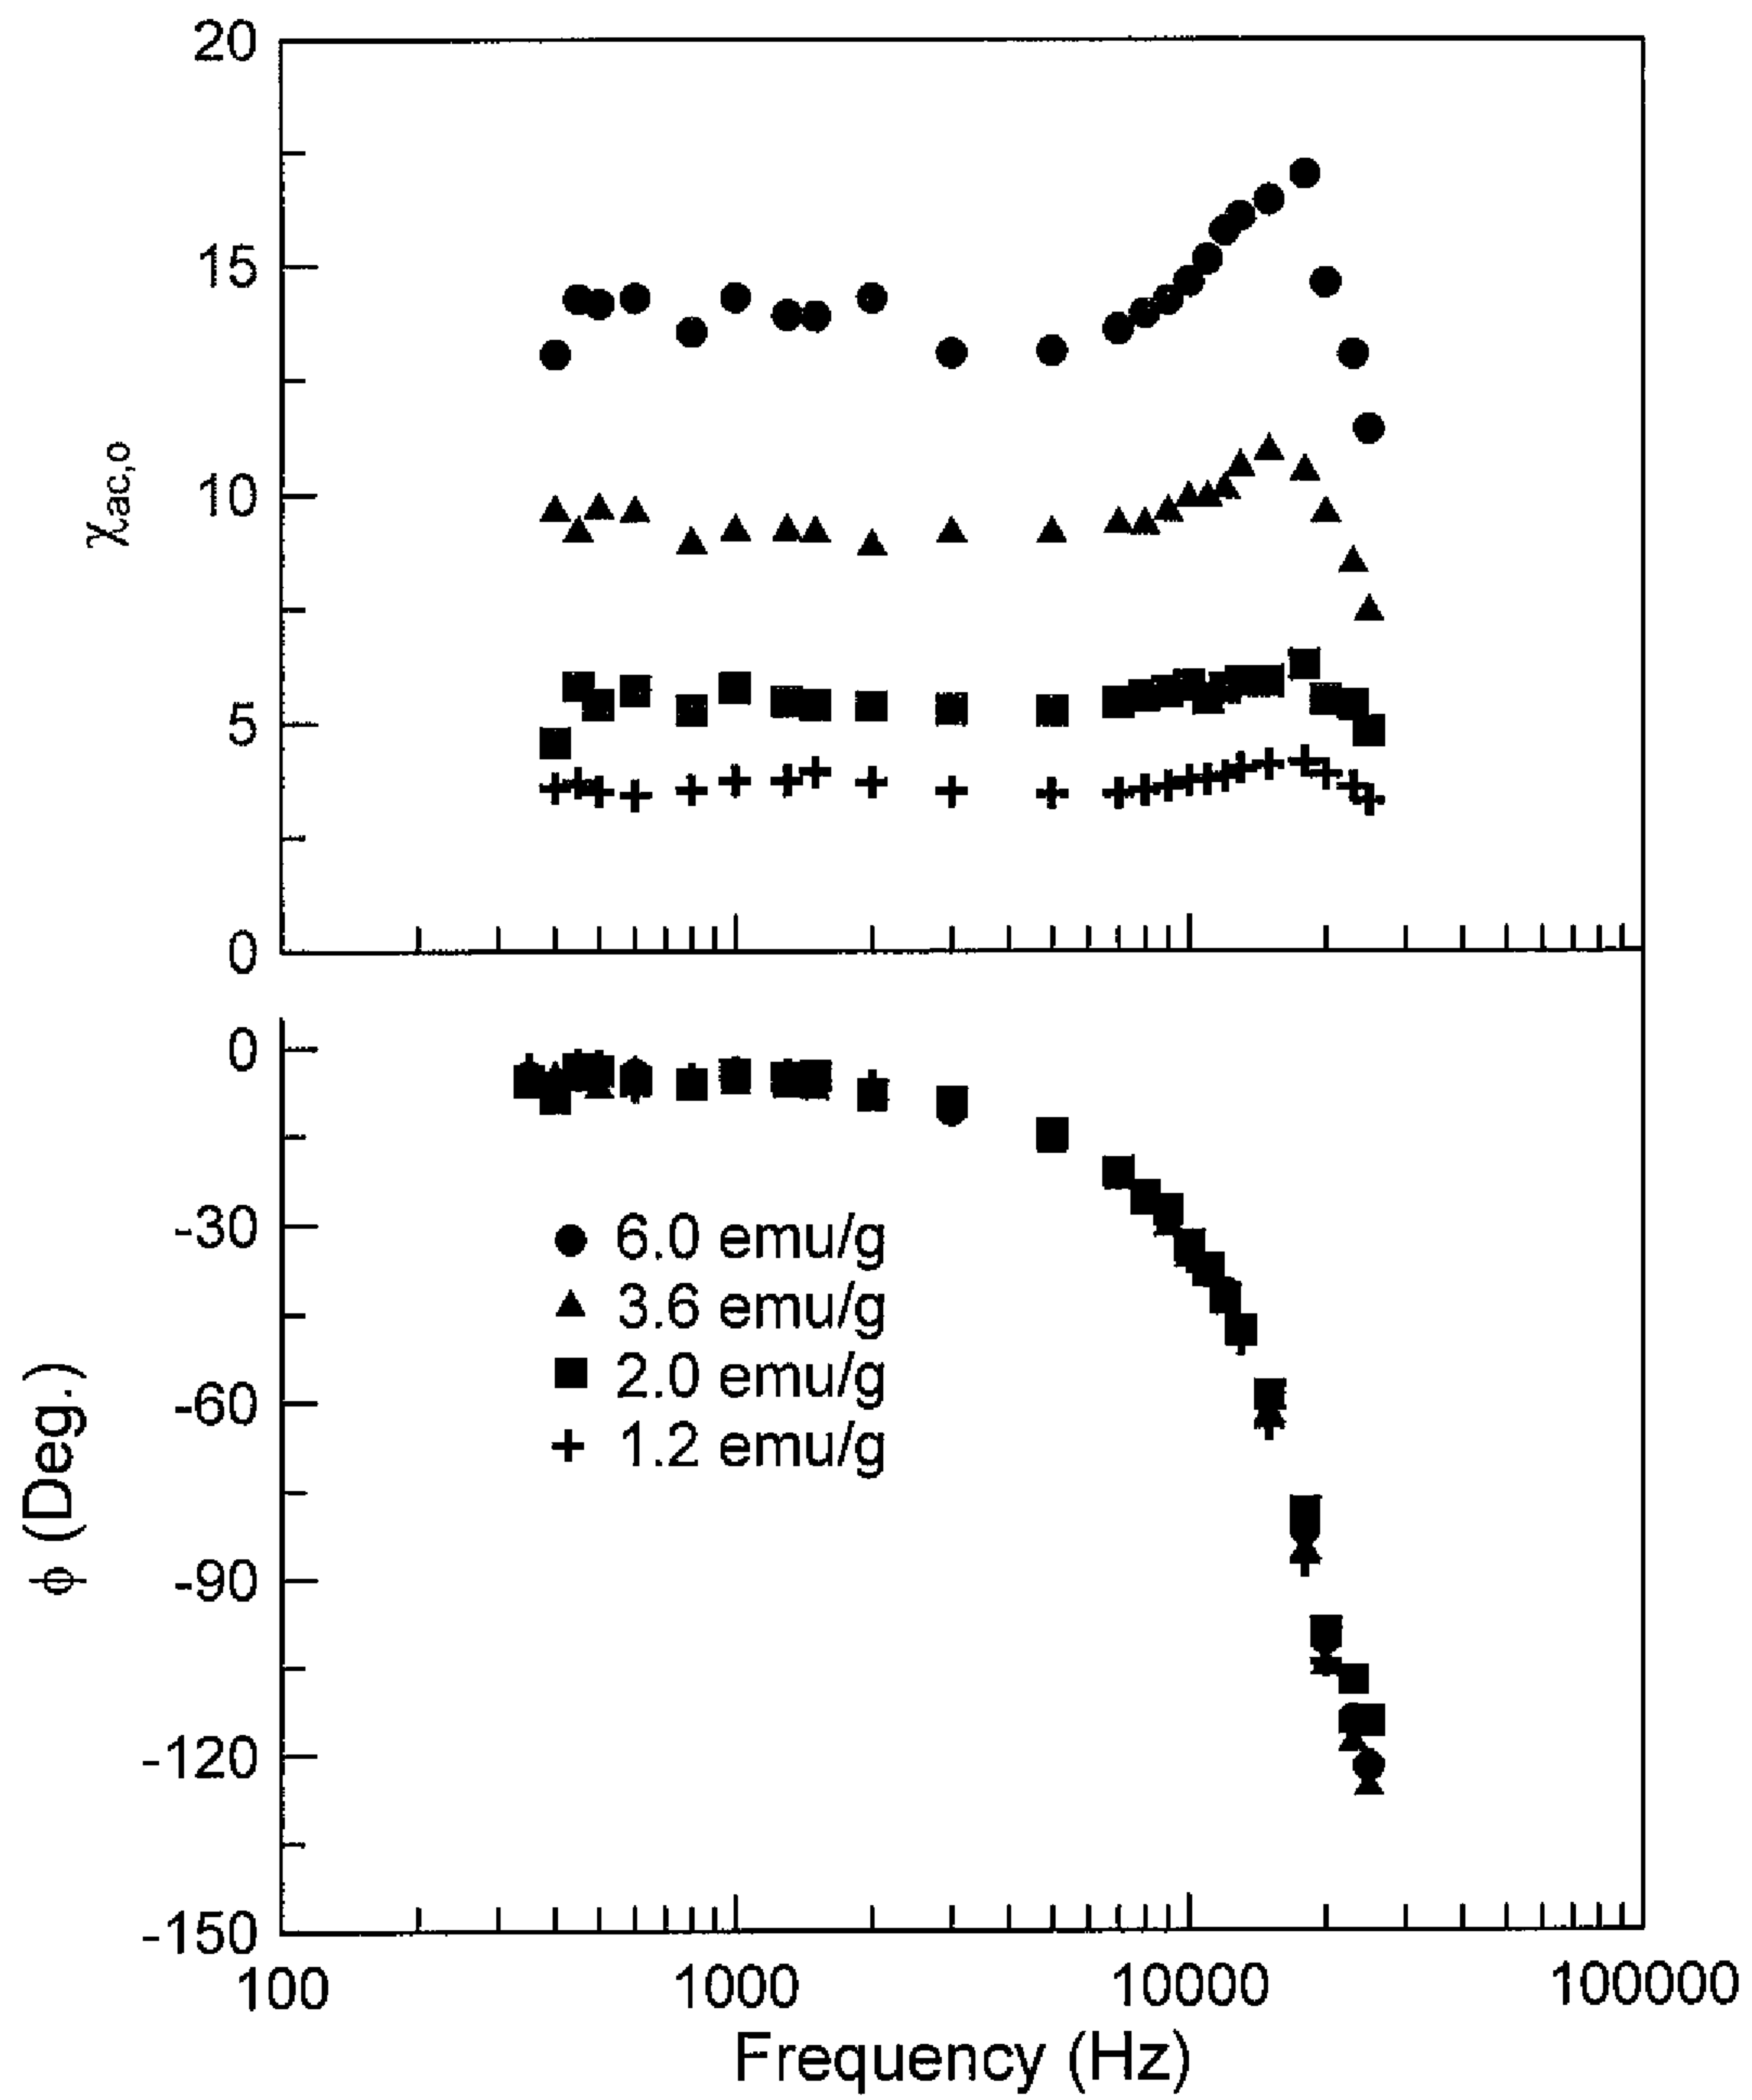 20
15
10
5
0
χac,o
0
-30
-60
-90
-120
-150
ϕ (Deg.)
6.0 emu/g
3.6 emu/g
2.0 emu/g
1.2 emu/g
100 1000 10000 100000
Frequency (Hz)